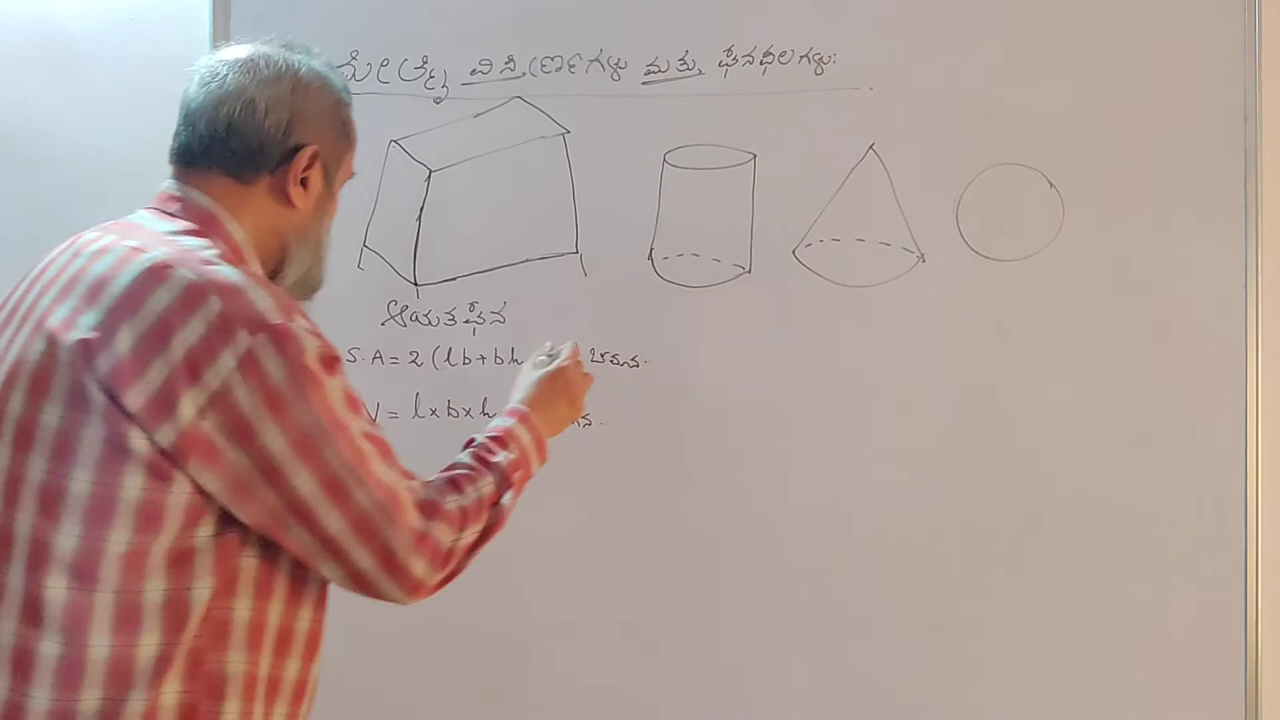 ಮೇಲ್ಮೈ ವಿಸ್ತೀರ್ಣಗಳು ಮತ್ತು ಘನಫಲಗಳು:
ಆಯತಘನ
S.A = 2 (lb+bh
V = l×b×h